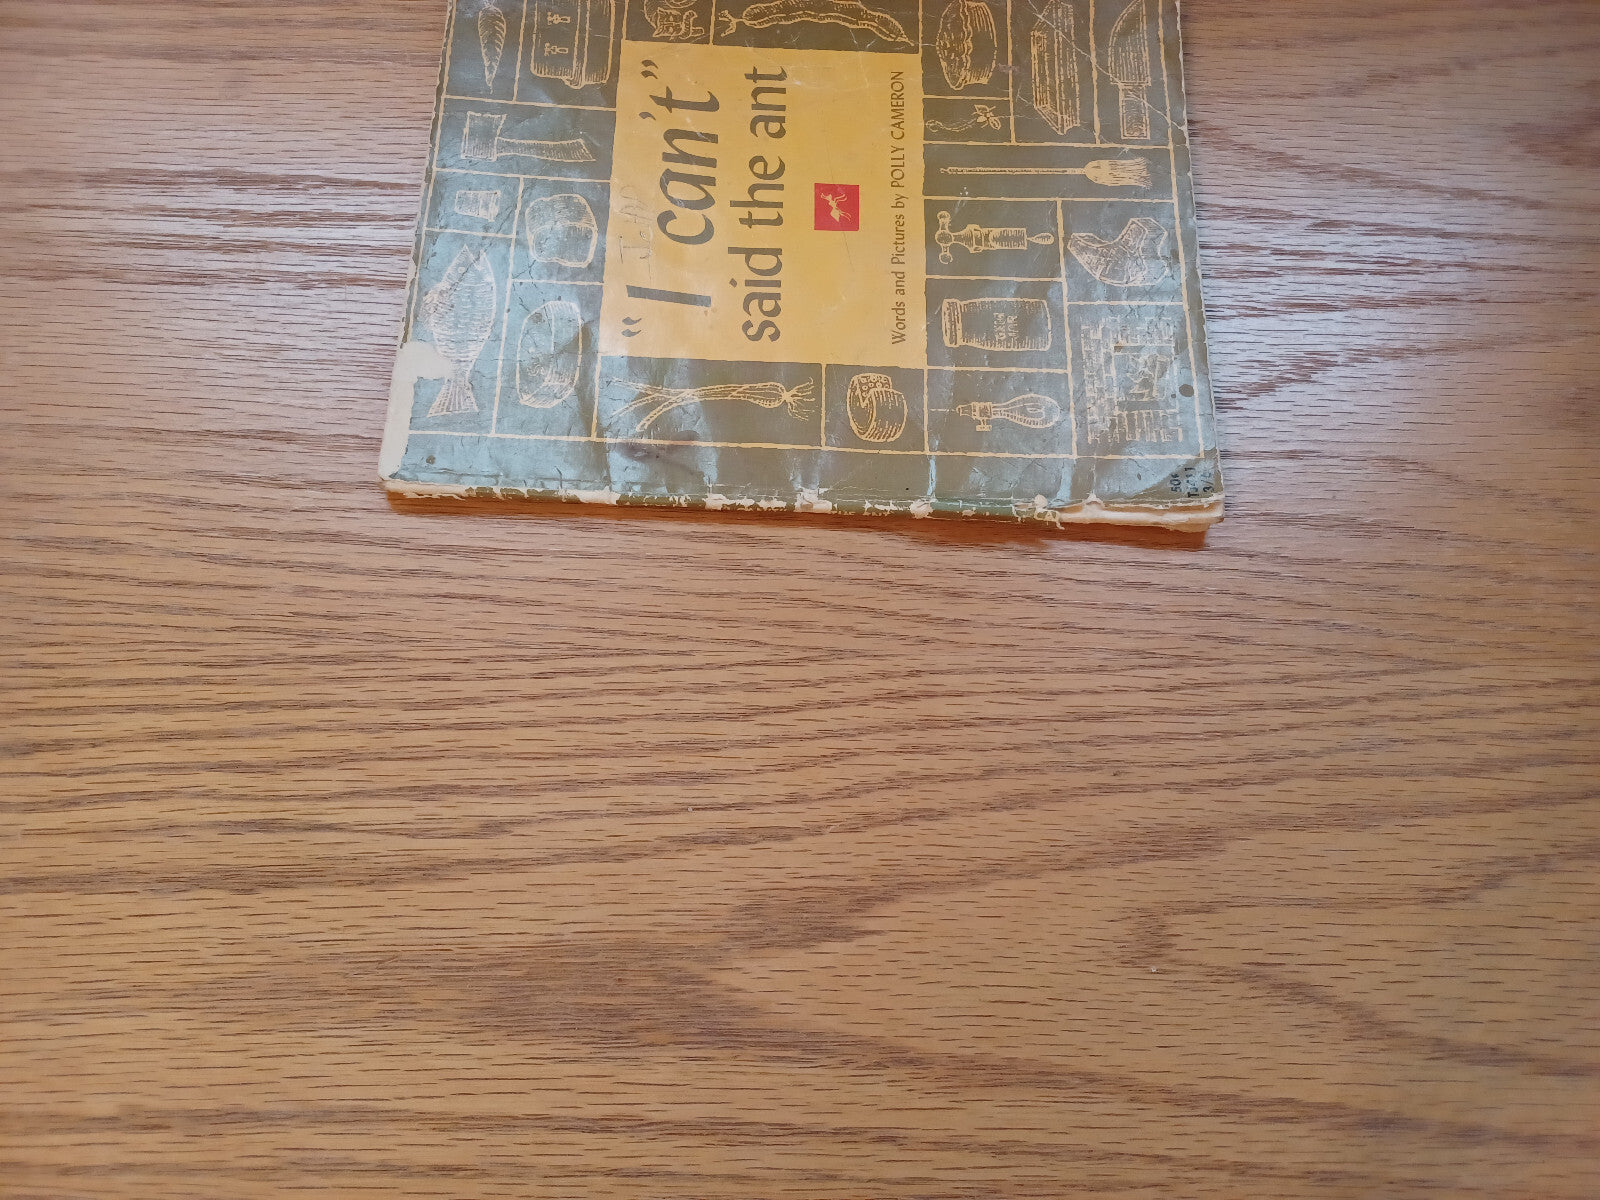 "I can't"
said the ant
Words and Pictures by POLLY CAMERON